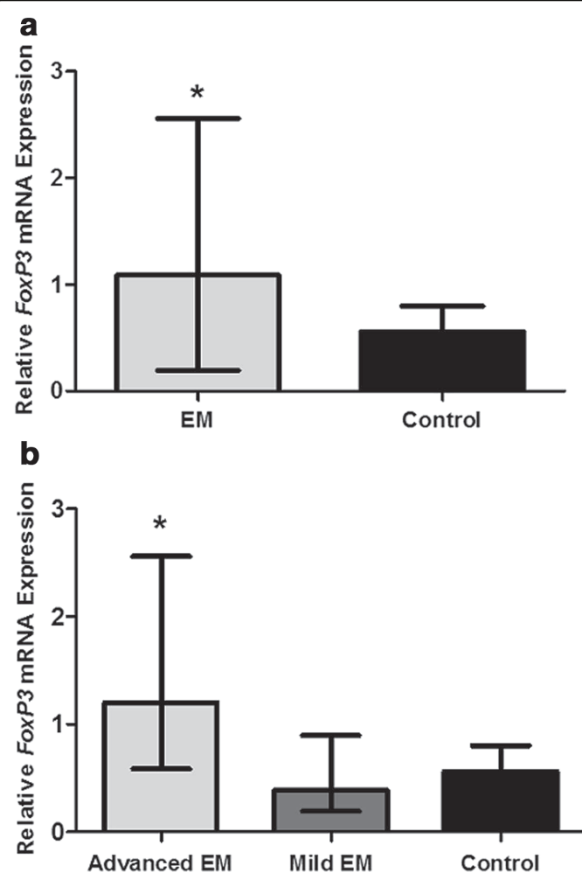 a
Relative FoxP3 mRNA Expression
3
*
2
1
0
EM Control
b
Relative FoxP3 mRNA Expression
3
*
2
1
0
Advanced EM Mild EM Control